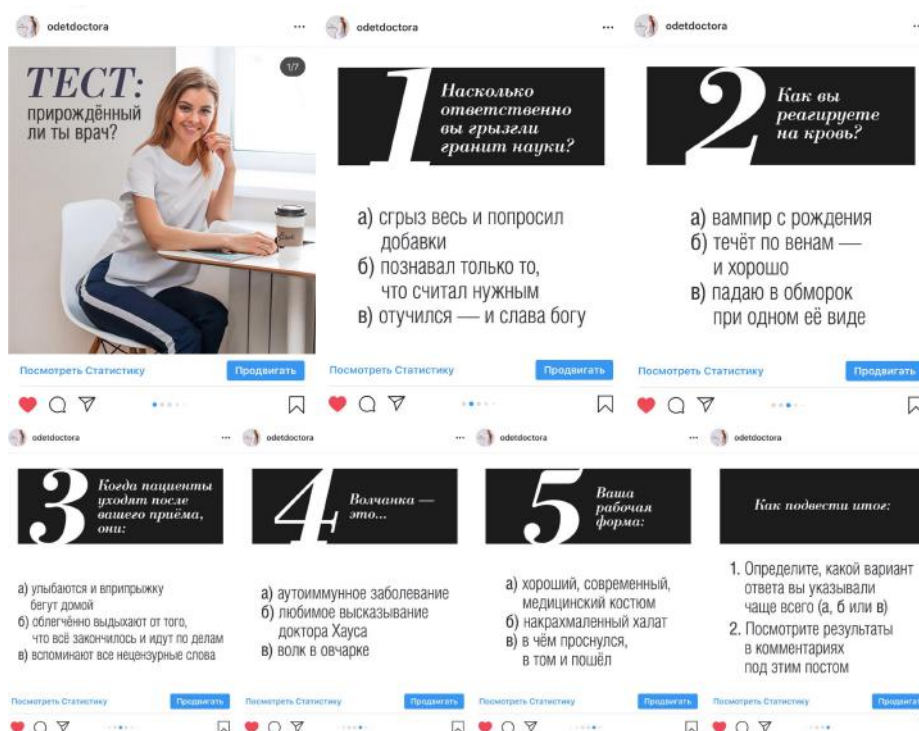 odetdoctora
1/7
ТЕСТ:
прирождённый
ли ты врач?
Посмотреть Статистику
Продвигать
odetdoctora
1
Насколько
ответственно
вы грызли
гранит науки?
а) сгрыз весь и попросил
добавки
б) познавал только то,
что считал нужным
в) отучился — и слава богу
Посмотреть Статистику
Продвигать
odetdoctora
2
Как вы
реагируете
на кровь?
а) вампир с рождения
б) течёт по венам —
и хорошо
в) падаю в обморок
при одном её виде
Посмотреть Статистику
Продвигать
odetdoctora
3
Когда пациенты
уходят после
вашего приёма,
они:
а) улыбаются и вприпрыжку
бегут домой
б) облегчённо выдыхают от того,
что всё закончилось и идут по делам
в) вспоминают все нецензурные слова
Посмотреть Статистику
Продвигать
odetdoctora
4
Волчанка —
это...
а) аутоиммунное заболевание
б) любимое высказывание
доктора Хауса
в) волк в овчарке
Посмотреть Статистику
Продвигать
odetdoctora
5
Ваша
рабочая
форма:
а) хороший, современный,
медицинский костюм
б) накрахмаленный халат
в) в чём проснулся,
в том и пошёл
Посмотреть Статистику
Продвигать
odetdoctora
Как подвести итог:
1. Определите, какой вариант
ответа вы указывали
чаще всего (а, б или в)
2. Посмотрите результаты
в комментариях
под этим постом
Посмотреть Статистику
Продвигать